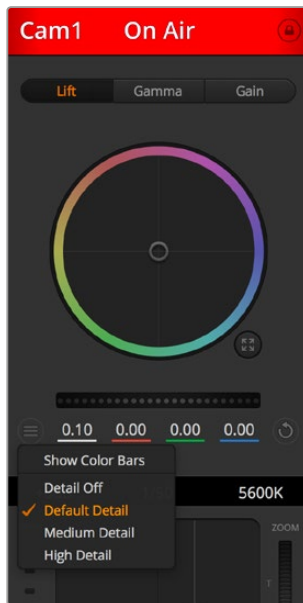 Cam1 On Air
Lift Gamma Gain
0.10 0.00 0.00 0.00
Show Color Bars
Detail Off
5600K
✓ Default Detail
Medium Detail
ZOOM
High Detail
T